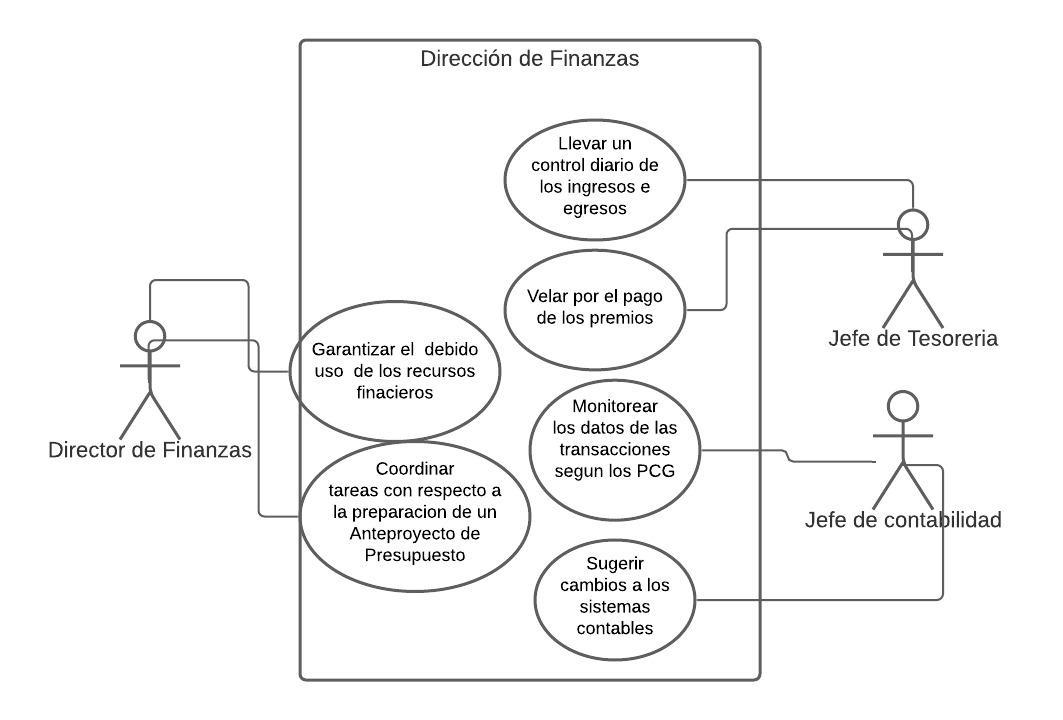 Dirección de Finanzas
Llevar un
control diario de
los ingresos e
egresos
Velar por el pago
de los premios
Jefe de Tesoreria
Garantizar el  debido
uso  de los recursos
finacieros
Director de Finanzas
Monitorear
los datos de las
transacciones
segun los PCG
Coordinar
tareas con respecto a
la preparacion de un
Anteproyecto de
Presupuesto
Jefe de contabilidad
Sugerir
cambios a los
sistemas
contables